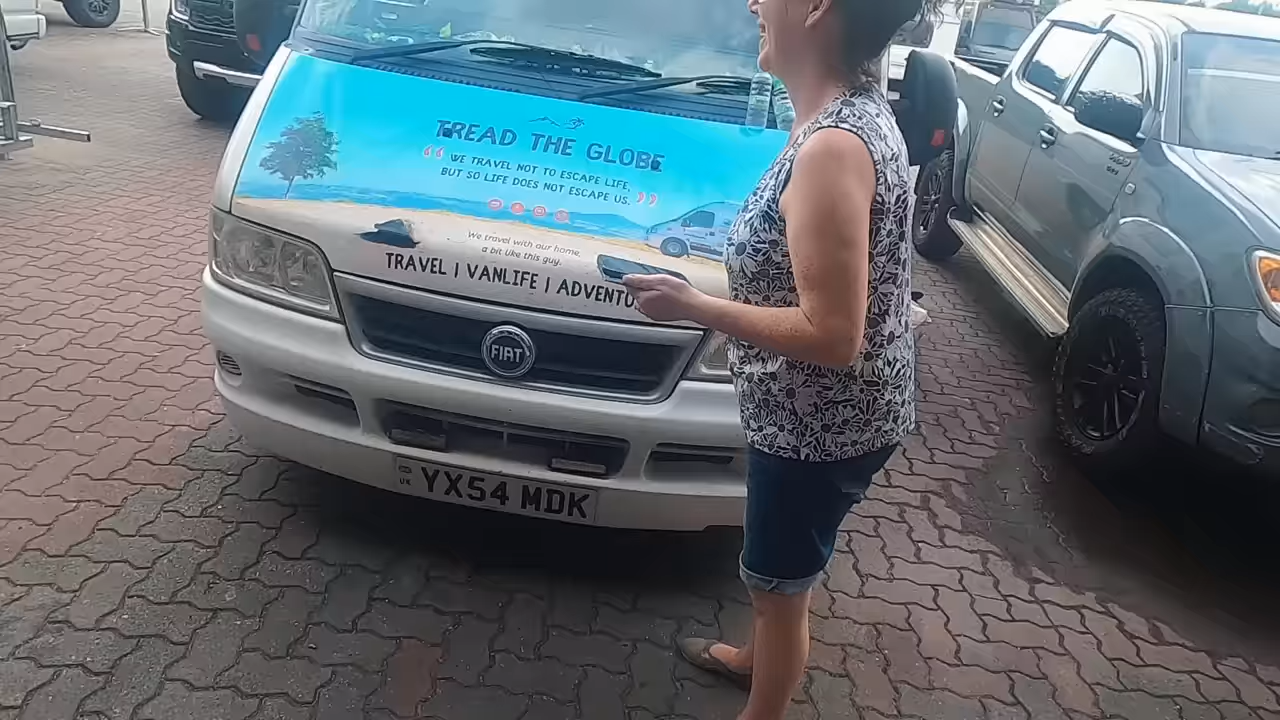 TREAD THE GLOBE
“ WE TRAVEL NOT TO ESCAPE LIFE,
BUT SO LIFE DOES NOT ESCAPE US. ”
We travel with our home,
a bit like this guy.
TRAVEL | VANLIFE | ADVENTU
FIAT
UK
YX54 MDK